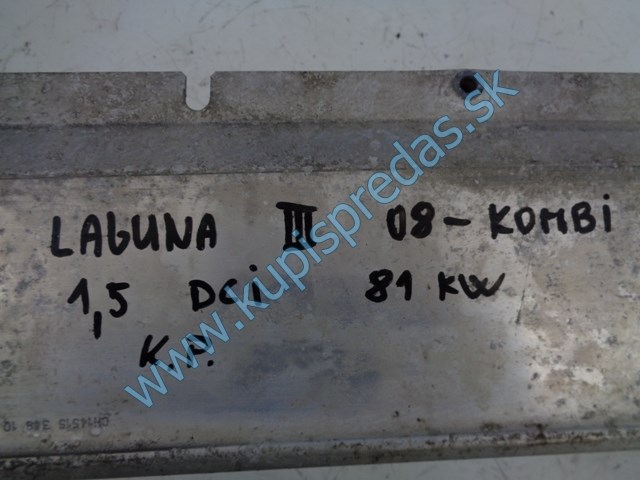 LAGUNA III 08 - KOMBI
1,5 DCi 81 KW
K.P.
www.kupispredas.sk